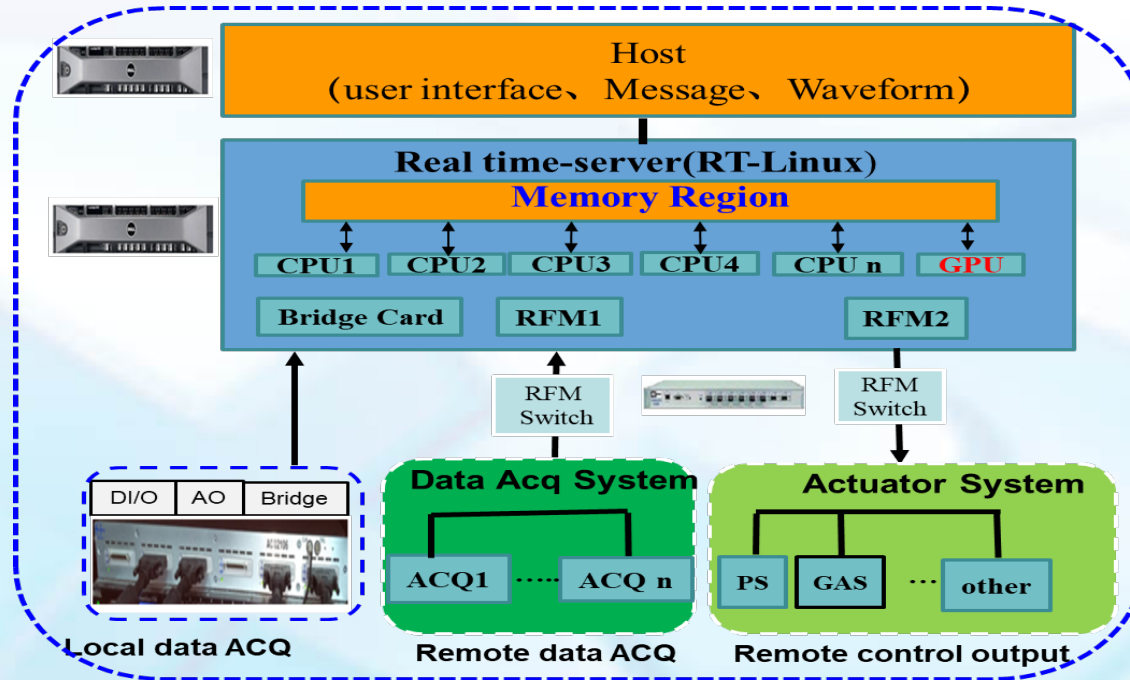 Host
(user interface、Message、Waveform)
Real time-server(RT-Linux)
Memory Region
CPU1 CPU2 CPU3 CPU4 CPU n GPU
Bridge Card RFM1 RFM2
RFM
Switch
RFM
Switch
DI/O AO Bridge
ACQ2106
Local data ACQ
Data Acq System
ACQ1 ..... ACQ n
Remote data ACQ
Actuator System
PS GAS ... other
Remote control output